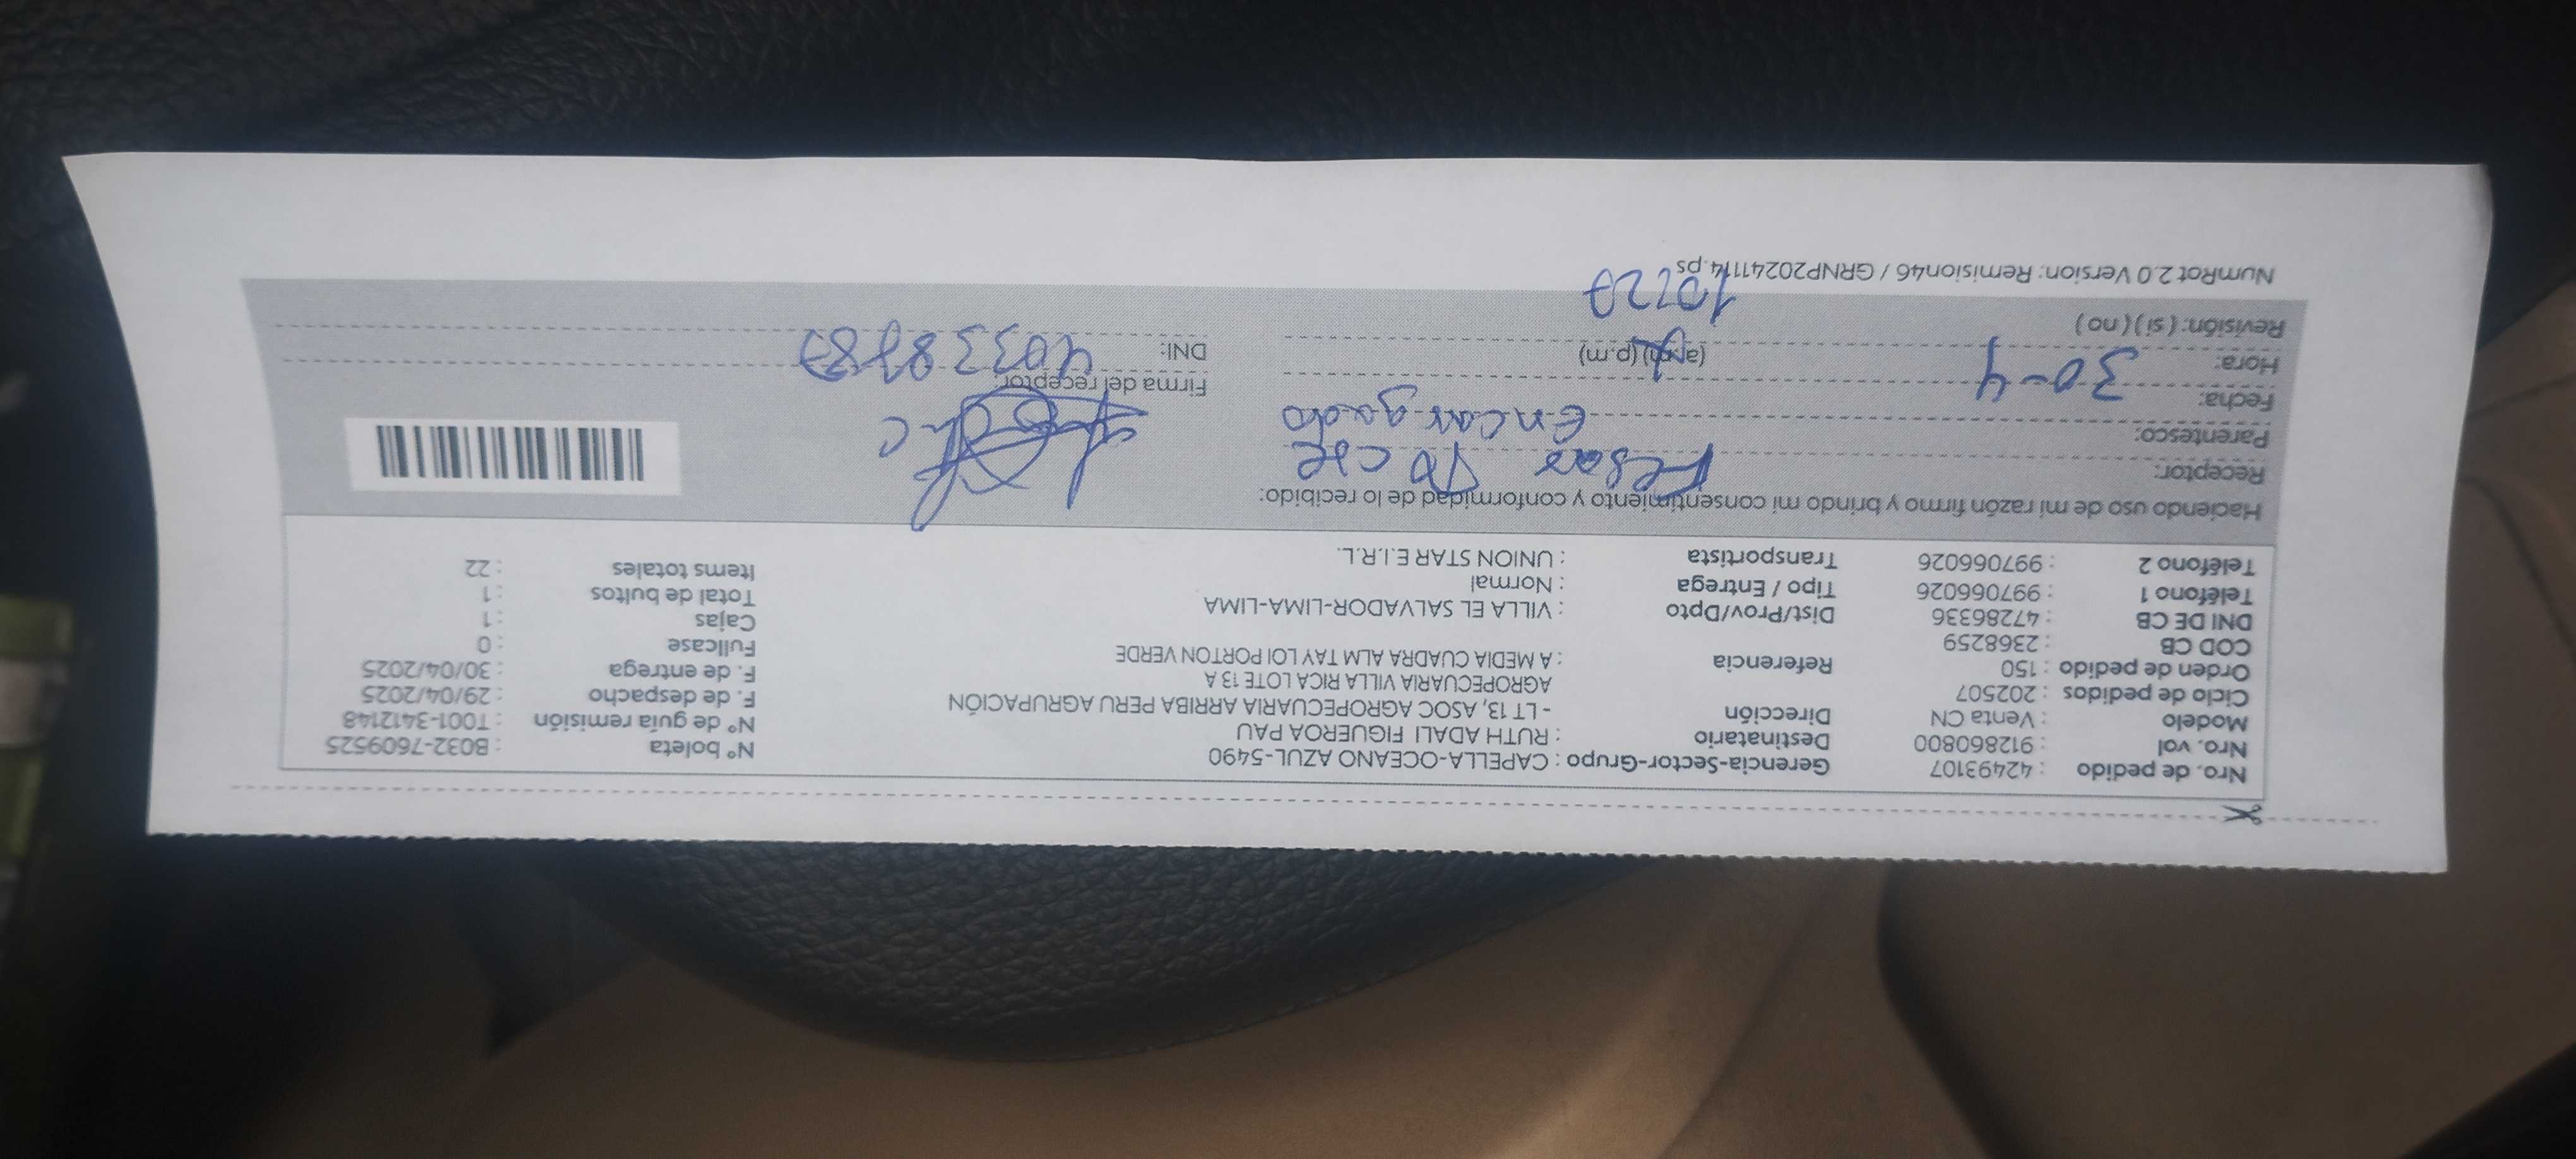 Nro. de pedido : 42493107 Gerencia-Sector-Grupo : CAPELLA-OCEANO AZUL-5490 N° boleta : B032-7609525
Nro. vol : 912860800 Destinatario : RUTH ADALI FIGUEROA PAU N° de guía remisión : T001-3412148
Modelo : Venta CN Dirección - LT 13, ASOC AGROPECUARIA ARRIBA PERU AGRUPACIÓN F. de despacho : 29/04/2025
Ciclo de pedidos : 202507 AGROPECUARIA VILLA RICA LOTE 13 A F. de entrega : 30/04/2025
Orden de pedido : 150 Referencia : A MEDIA CUADRA ALM TAY LOI PORTON VERDE Fullcase : 0
COD CB : 2368259 Cajas : 1
DNI DE CB : 47286336 Dist/Prov/Dpto : VILLA EL SALVADOR-LIMA-LIMA Total de bultos : 1
Teléfono 1 : 997066026 Tipo / Entrega : Normal Items totales : 22
Teléfono 2 : 997066026 Transportista : UNION STAR E.I.R.L.
Haciendo uso de mi razón firmo y brindo mi consentimiento y conformidad de lo recibido:
Receptor:
Parentesco: Encargado
Fecha: 30-4 Firma del receptor:
Hora: (a.m) (p.m) DNI:
Revisión: ( si ) ( no )
NumRot 2.0 Version: Remision46 / GRNP20241114.ps